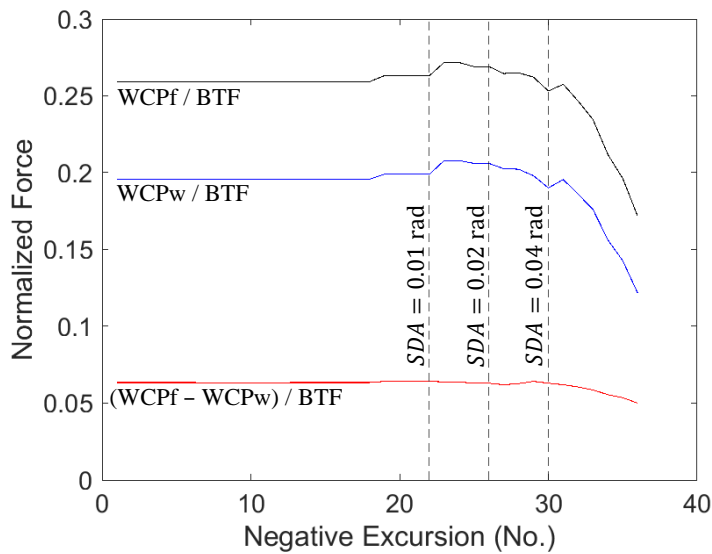 0.3
0.25
0.2
0.15
0.1
0.05
0
Normalized Force
WCPf / BTF
WCPw / BTF
(WCPf – WCPw) / BTF
SDA = 0.01 rad
SDA = 0.02 rad
SDA = 0.04 rad
0 10 20 30 40
Negative Excursion (No.)